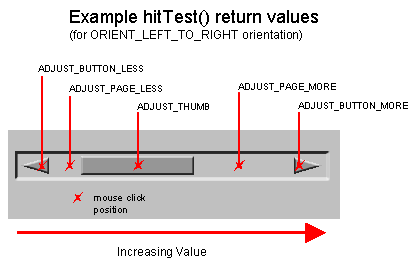 Example hitTest() return values
(for ORIENT_LEFT_TO_RIGHT orientation)
ADJUST_BUTTON_LESS
ADJUST_PAGE_LESS
ADJUST_PAGE_MORE
ADJUST_THUMB
ADJUST_BUTTON_MORE
mouse click
position
Increasing Value